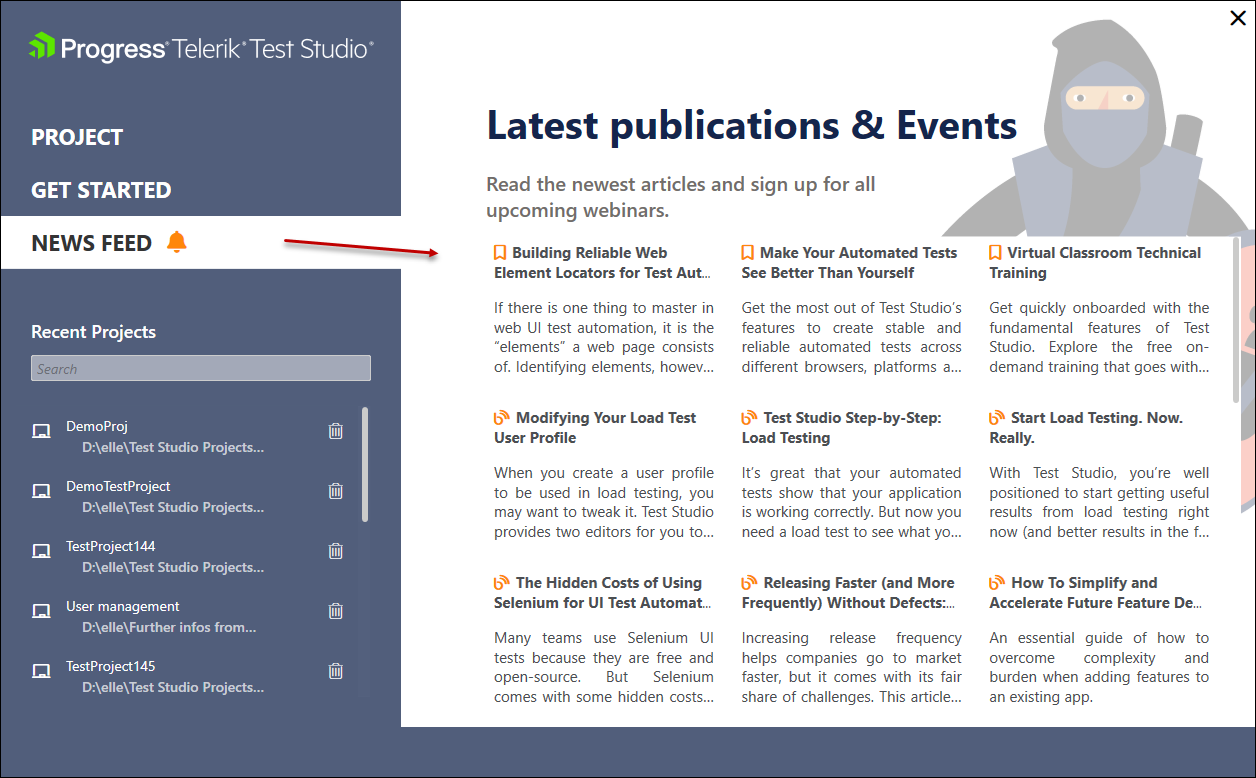 Progress® Telerik® Test Studio®
PROJECT
GET STARTED
NEWS FEED
Recent Projects
Search
DemoProj
D:\elle\Test Studio Projects...
DemoTestProject
D:\elle\Test Studio Projects...
TestProject144
D:\elle\Test Studio Projects...
User management
D:\elle\Further infos from...
TestProject145
D:\elle\Test Studio Projects...
Latest publications & Events
Read the newest articles and sign up for all
upcoming webinars.
Building Reliable Web
Element Locators for Test Aut...
If there is one thing to master in
web UI test automation, it is the
“elements” a web page consists
of. Identifying elements, howev...
Make Your Automated Tests
See Better Than Yourself
Get the most out of Test Studio’s
features to create stable and
reliable automated tests across
different browsers, platforms a...
Virtual Classroom Technical
Training
Get quickly onboarded with the
fundamental features of Test
Studio. Explore the free on-
demand training that goes with...
Modifying Your Load Test
User Profile
When you create a user profile
to be used in load testing, you
may want to tweak it. Test Studio
provides two editors for you to...
Test Studio Step-by-Step:
Load Testing
It’s great that your automated
tests show that your application
is working correctly. But now you
need a load test to see what yo...
Start Load Testing. Now.
Really.
With Test Studio, you’re well
positioned to start getting useful
results from load testing right
now (and better results in the f...
The Hidden Costs of Using
Selenium for UI Test Automat...
Many teams use Selenium UI
tests because they are free and
open-source. But Selenium
comes with some hidden costs...
Releasing Faster (and More
Frequently) Without Defects:...
Increasing release frequency
helps companies go to market
faster, but it comes with its fair
share of challenges. This article...
How To Simplify and
Accelerate Future Feature De...
An essential guide of how to
overcome complexity and
burden when adding features to
an existing app.